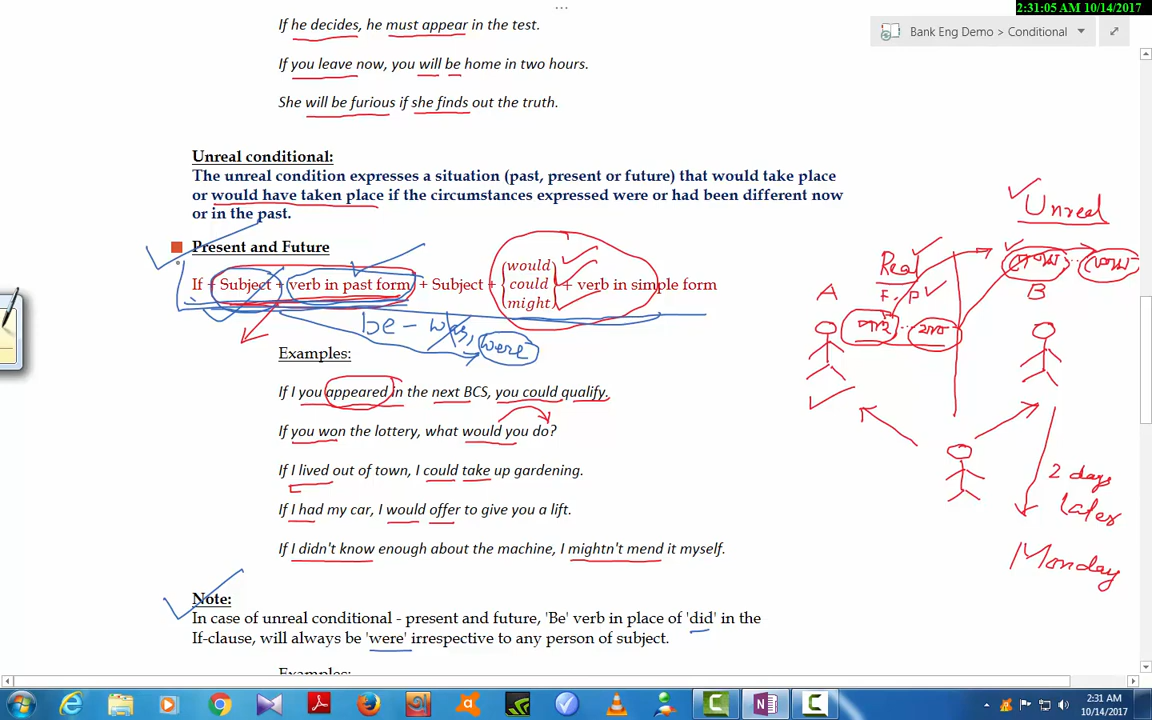 2:31:05 AM 10/14/2017
Bank Eng Demo > Conditional
If he decides, he must appear in the test.
If you leave now, you will be home in two hours.
She will be furious if she finds out the truth.
Unreal conditional:
The unreal condition expresses a situation (past, present or future) that would take place
or would have taken place if the circumstances expressed were or had been different now
or in the past.
Present and Future
would
If + Subject + verb in past form + Subject + could + verb in simple form
might
be - was, were
Examples:
If I you appeared in the next BCS, you could qualify.
If you won the lottery, what would you do?
If I lived out of town, I could take up gardening.
If I had my car, I would offer to give you a lift.
If I didn't know enough about the machine, I mightn't mend it myself.
Note:
In case of unreal conditional - present and future, 'Be' verb in place of 'did' in the
If-clause, will always be 'were' irrespective to any person of subject.
Examples:
Unreal
Real
F. P
A
B
2 days
later
Monday
2:31 AM
10/14/2017